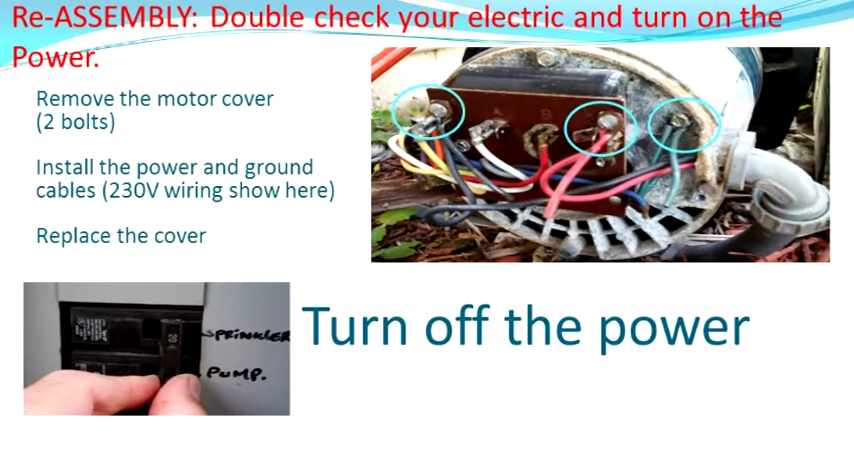 Re-ASSEMBLY: Double check your electric and turn on the
Power.
Remove the motor cover
(2 bolts)
Install the power and ground
cables (230V wiring show here)
Replace the cover
Turn off the power
SPRINKLER
PUMP.
20